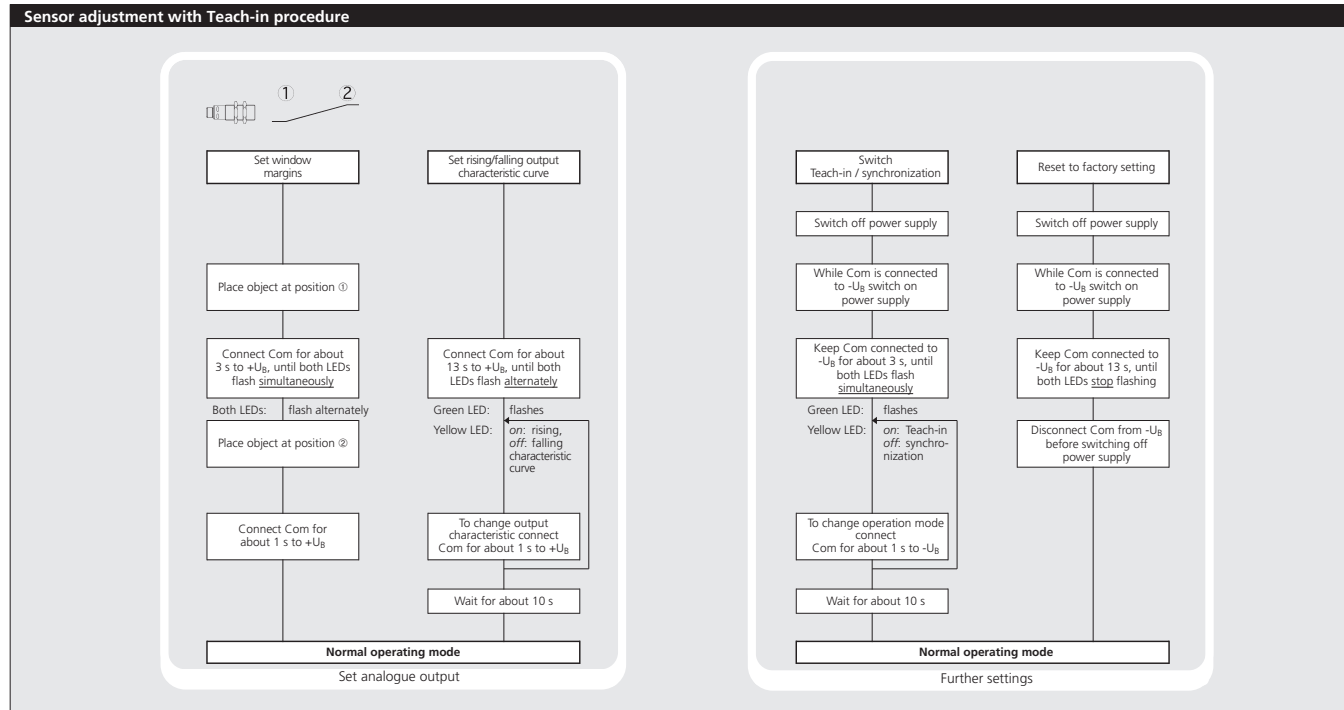 Sensor adjustment with Teach-in procedure
① ②
Set window
margins
Place object at position ①
Connect Com for about
3 s to +UB, until both LEDs
flash simultaneously
Both LEDs: flash alternately
Place object at position ②
Connect Com for
about 1 s to +UB
Set rising/falling output
characteristic curve
Connect Com for about
13 s to +UB, until both
LEDs flash alternately
Green LED: flashes
Yellow LED: on: rising,
off: falling
characteristic
curve
To change output
characteristic connect
Com for about 1 s to +UB
Wait for about 10 s
Normal operating mode
Set analogue output
Switch
Teach-in / synchronization
Switch off power supply
While Com is connected
to -UB switch on
power supply
Keep Com connected to
-UB for about 3 s, until
both LEDs flash
simultaneously
Green LED: flashes
Yellow LED: on: Teach-in
off: synchro-
nization
To change operation mode
connect
Com for about 1 s to -UB
Wait for about 10 s
Reset to factory setting
Switch off power supply
While Com is connected
to -UB switch on
power supply
Keep Com connected to
-UB for about 13 s, until
both LEDs stop flashing
Disconnect Com from -UB
before switching off
power supply
Normal operating mode
Further settings